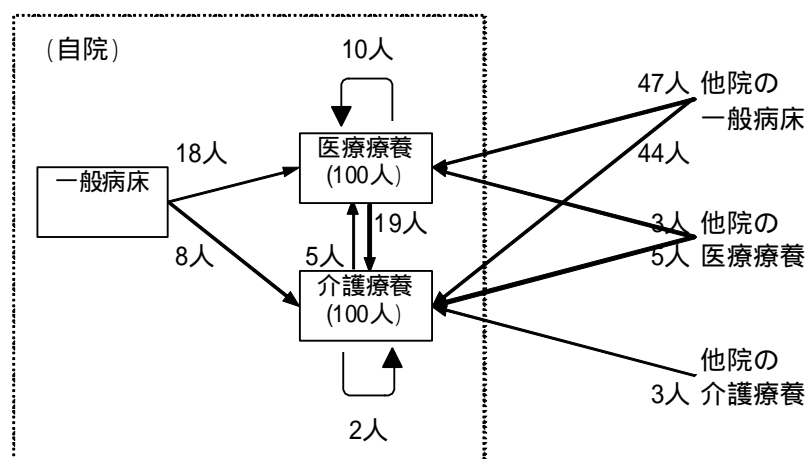 (自院)
10人
47人 他院の
一般病床
44人
18人
医療療養
(100人)
一般病床
3人 他院の
5人 医療療養
19人
8人
5人
介護療養
(100人)
他院の
3人 介護療養
2人